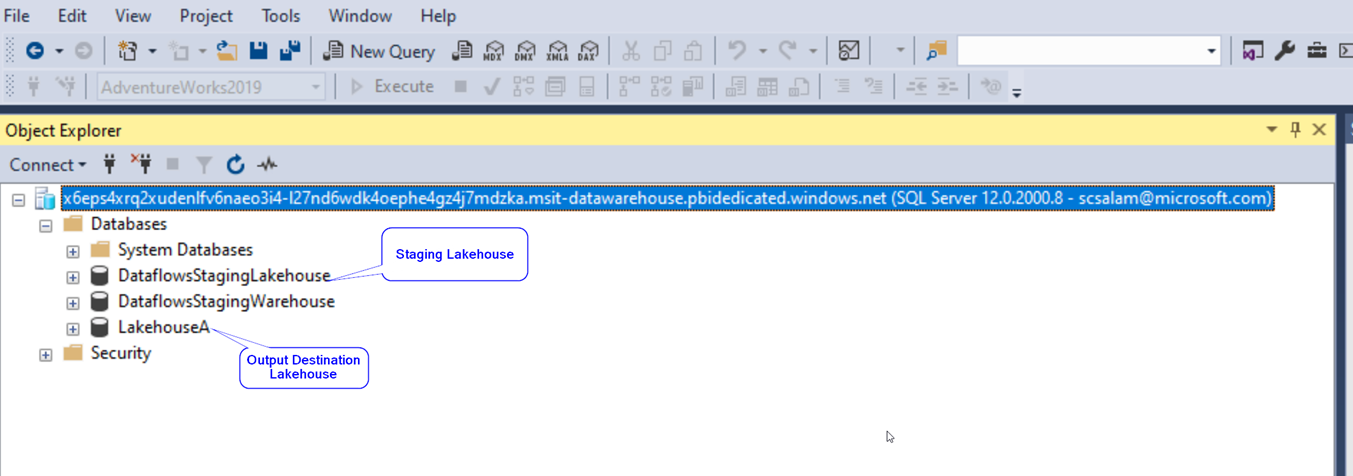 File Edit View Project Tools Window Help
New Query MDX DMX XMLA DAX
AdventureWorks2019 Execute
Object Explorer
Connect
x6eps4xrq2xudenlfv6naeo3i4-l27nd6wdk4oephe4gz4j7mdzka.msit-datawarehouse.pbidedicated.windows.net (SQL Server 12.0.2000.8 - scsalam@microsoft.com)
Databases
System Databases
Staging Lakehouse
DataflowsStagingLakehouse
DataflowsStagingWarehouse
LakehouseA
Security
Output Destination
Lakehouse